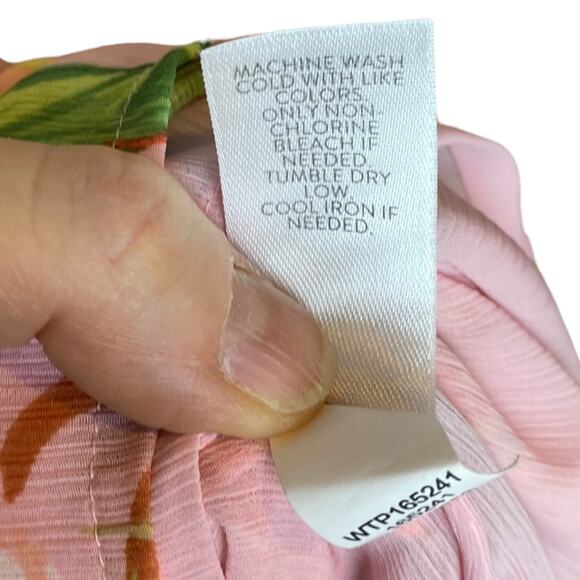 MACHINE WASH
COLD WITH LIKE
COLORS.
ONLY NON-
CHLORINE
BLEACH IF
NEEDED.
TUMBLE DRY
LOW.
COOL IRON IF
NEEDED.
WTP165241
165241